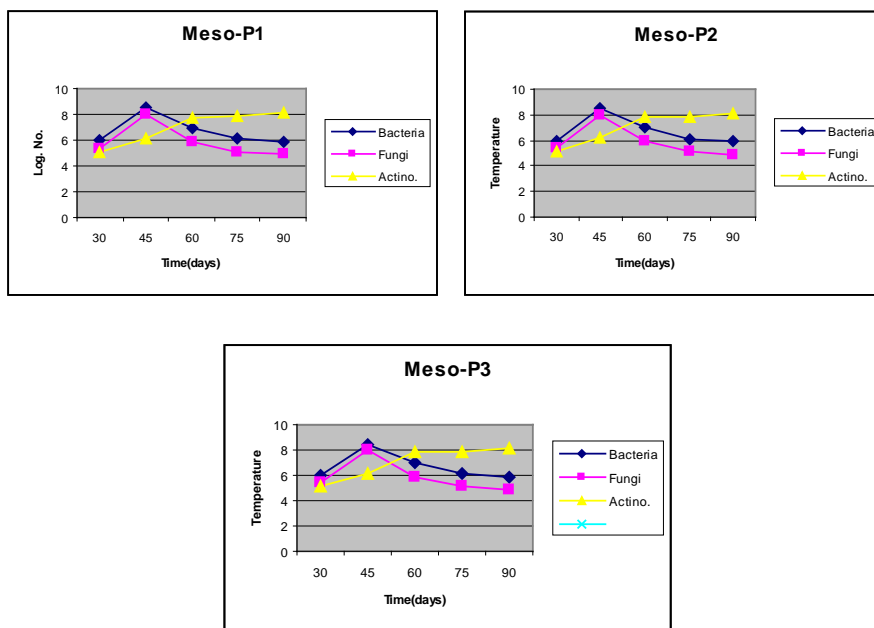 Meso-P1
10
8
6
4
2
0
Log. No.
30 45 60 75 90
Time(days)
Bacteria
Fungi
Actino.
Meso-P2
10
8
6
4
2
0
Temperature
30 45 60 75 90
Time(days)
Bacteria
Fungi
Actino.
Meso-P3
10
8
6
4
2
0
Temperature
30 45 60 75 90
Time(days)
Bacteria
Fungi
Actino.